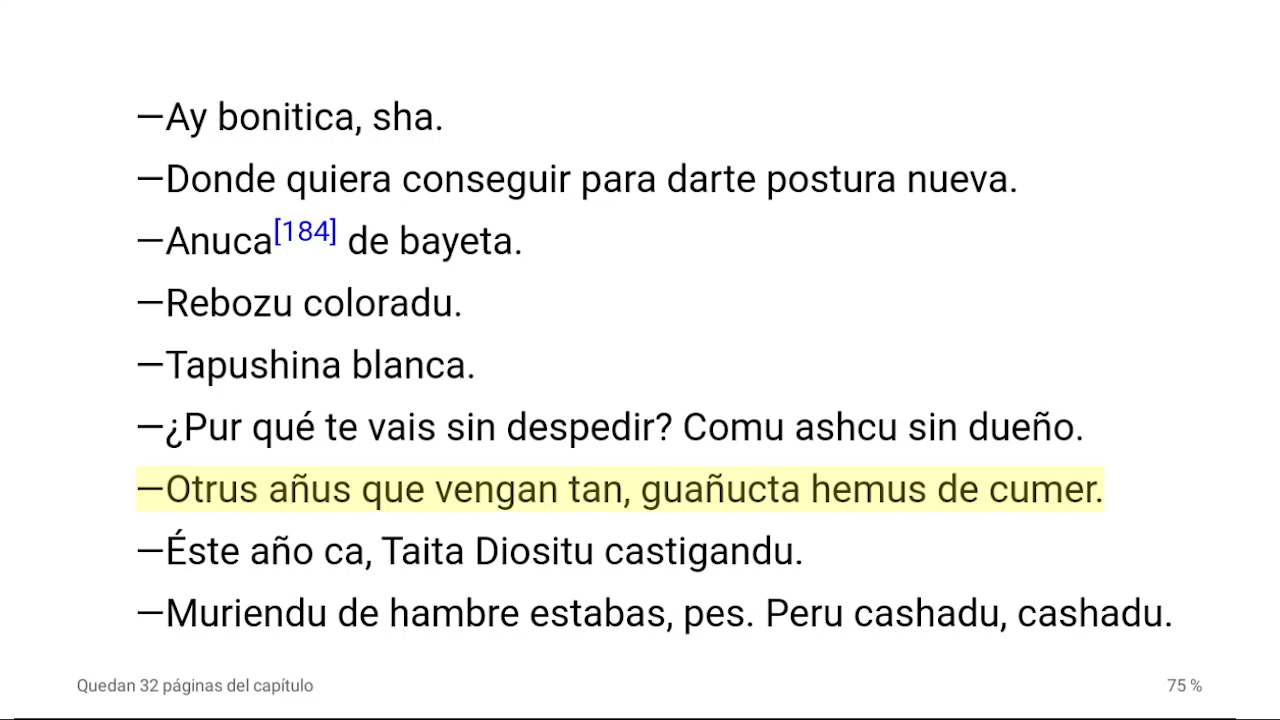 —Ay bonitica, sha.
—Donde quiera conseguir para darte postura nueva.
—Anuca[184] de bayeta.
—Rebozu coloradu.
—Tapushina blanca.
—¿Pur qué te vais sin despedir? Comu ashcu sin dueño.
—Otrus añus que vengan tan, guañucta hemus de cumer.
—Éste año ca, Taita Diositu castigandu.
—Muriendu de hambre estabas, pes. Peru cashadu, cashadu.
Quedan 32 páginas del capítulo
75 %